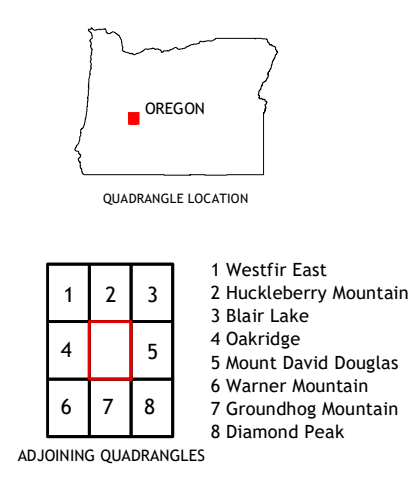 OREGON
QUADRANGLE LOCATION
1 2 3
4 5
6 7 8
ADJOINING QUADRANGLES
1 Westfir East
2 Huckleberry Mountain
3 Blair Lake
4 Oakridge
5 Mount David Douglas
6 Warner Mountain
7 Groundhog Mountain
8 Diamond Peak